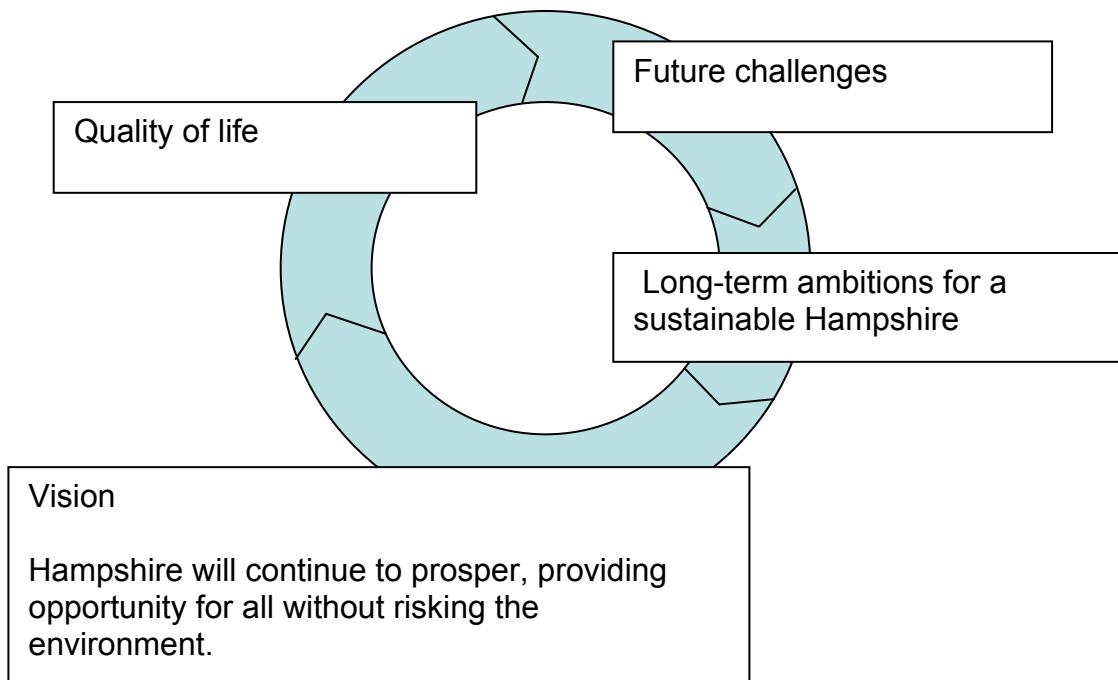 Future challenges
Quality of life
Long-term ambitions for a
sustainable Hampshire
Vision
Hampshire will continue to prosper, providing
opportunity for all without risking the
environment.